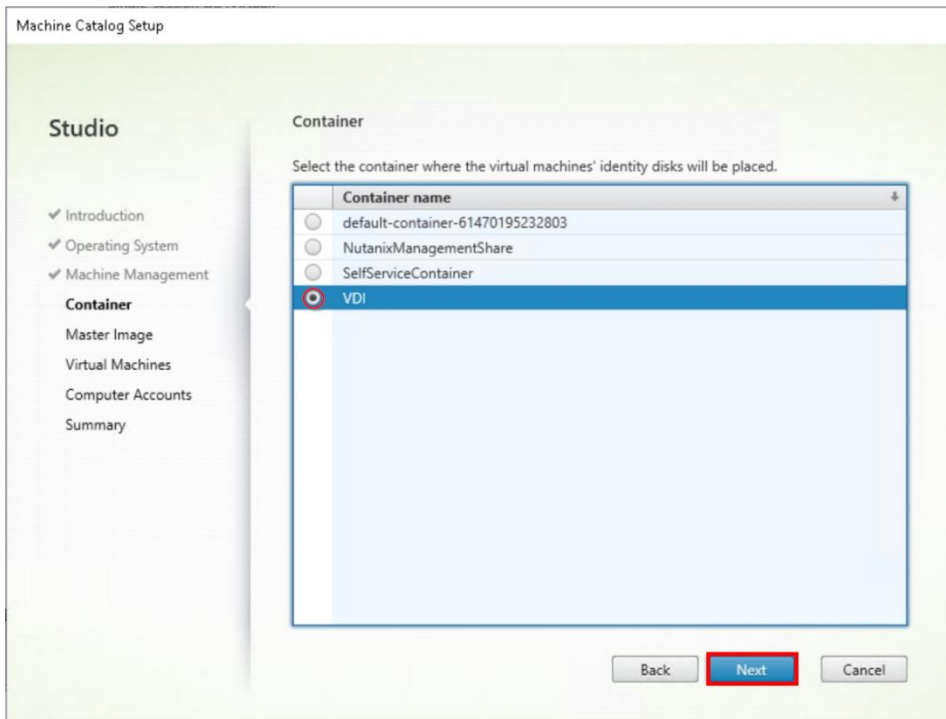 Machine Catalog Setup
Studio
Introduction
Operating System
Machine Management
Container
Master Image
Virtual Machines
Computer Accounts
Summary
Container
Select the container where the virtual machines' identity disks will be placed.
Container name
default-container-61470195232803
NutanixManagementShare
SelfServiceContainer
VDI
Back Next Cancel